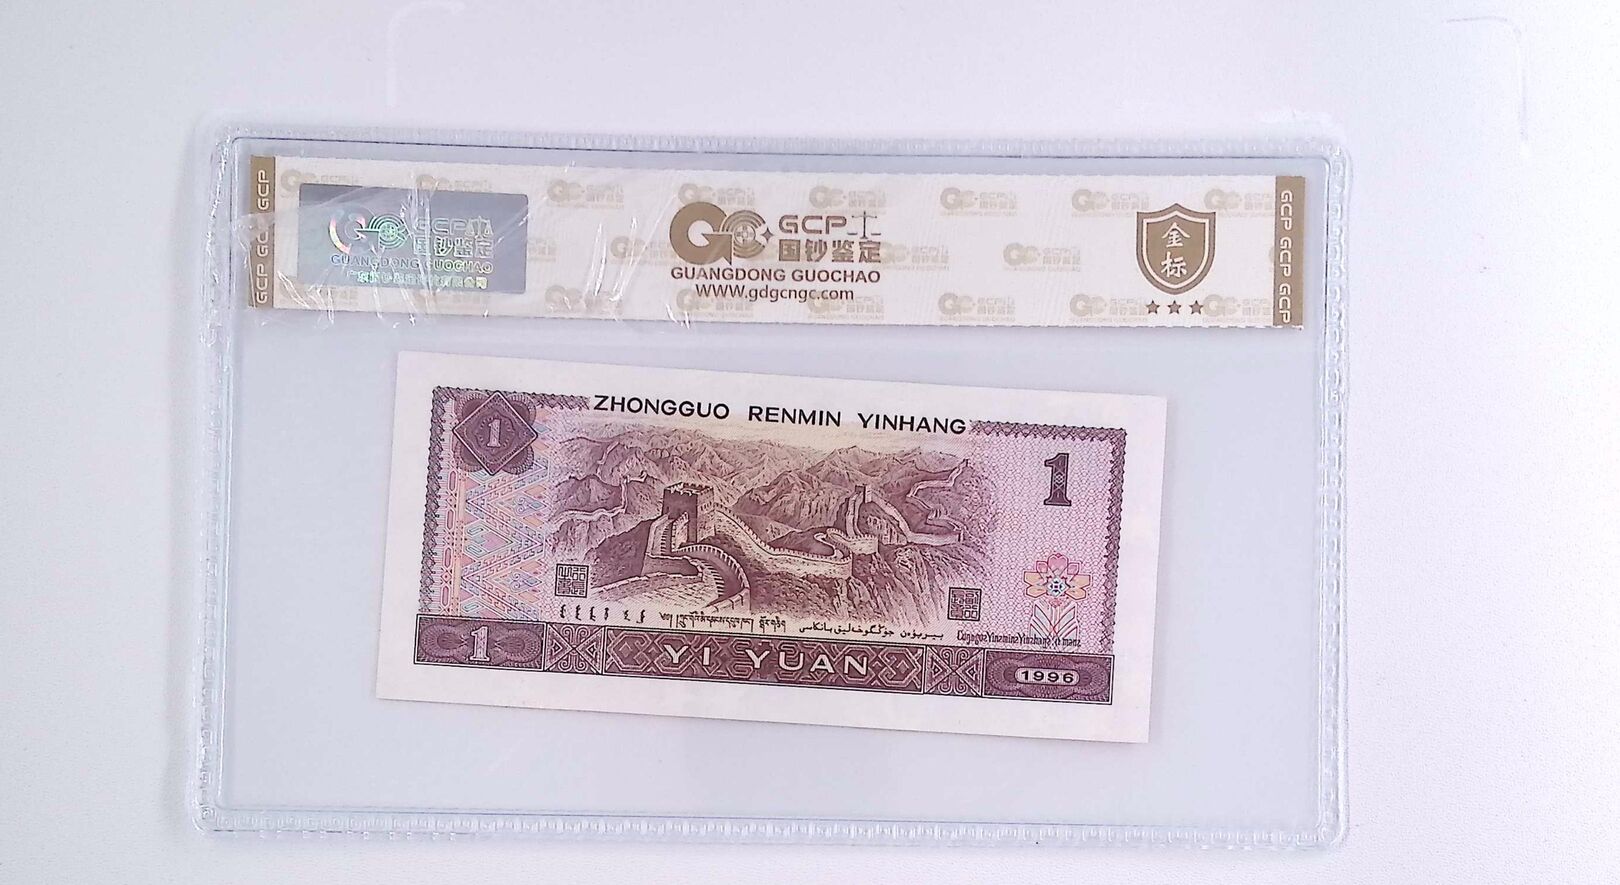 GCP GCP GCP
GCP
国钞鉴定
GUANGDONG GUOCHAO
GCP
国钞鉴定
GUANGDONG GUOCHAO
www.gdgcngc.com
金标
GCP GCP GCP
ZHONGGUO RENMIN YINHANG
1
1
1
YI YUAN
1996